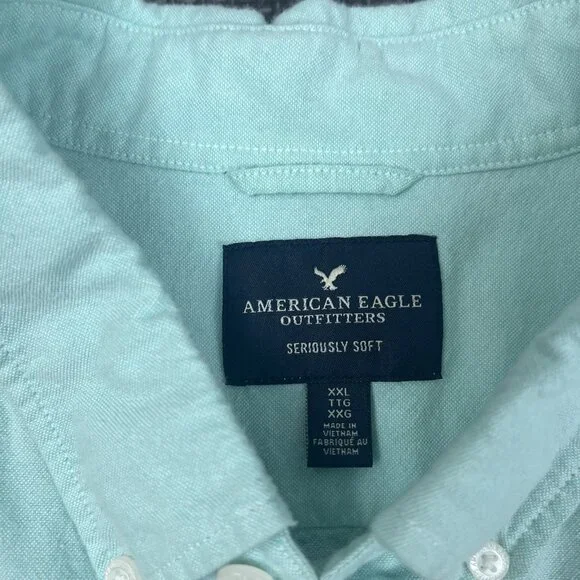 AMERICAN EAGLE
OUTFITTERS
SERIOUSLY SOFT
XXL
TTG
XXG
MADE IN
VIETNAM
FABRIQUÉ AU
VIETNAM